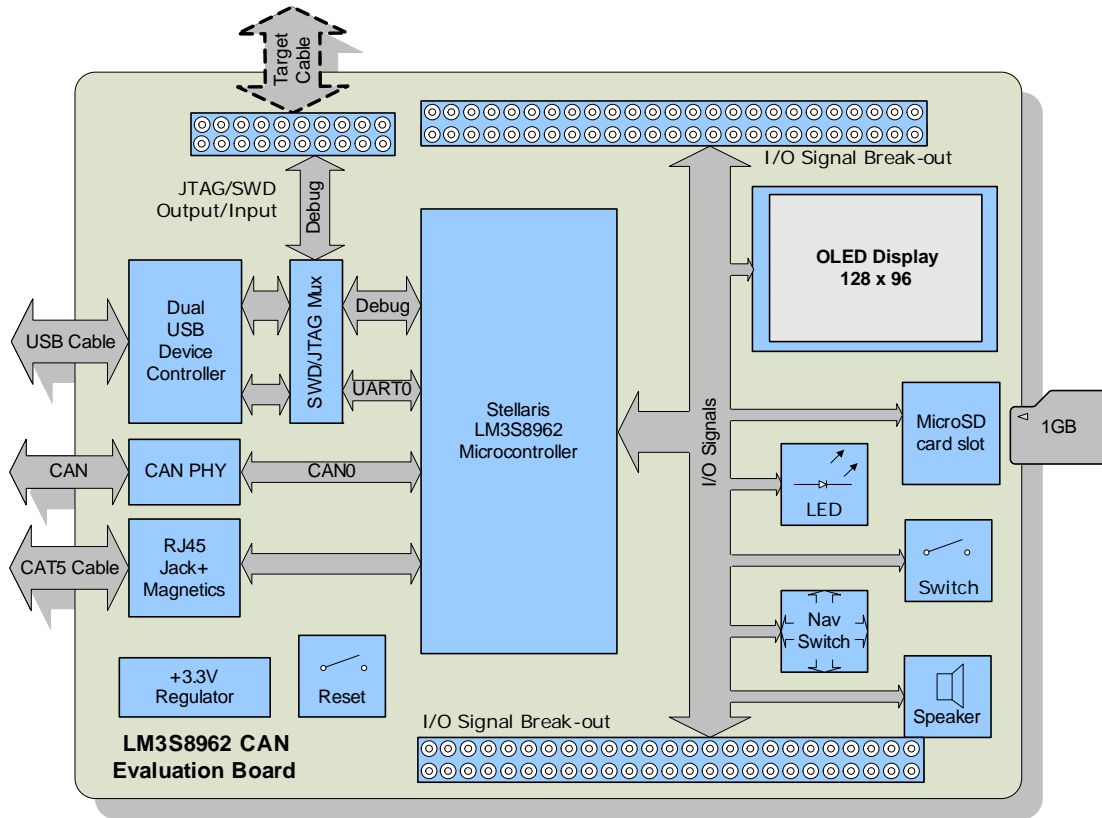 Target
Cable
I/O Signal Break-out
JTAG/SWD
Output/Input
Debug
OLED Display
128 x 96
USB Cable
Dual
USB
Device
Controller
SWD/JTAG Mux
Debug
UART0
Stellaris
LM3S8962
Microcontroller
I/O Signals
MicroSD
card slot
1GB
CAN
CAN PHY
CAN0
LED
CAT5 Cable
RJ45
Jack+
Magnetics
Switch
Nav
Switch
+3.3V
Regulator
Reset
Speaker
I/O Signal Break-out
LM3S8962 CAN
Evaluation Board